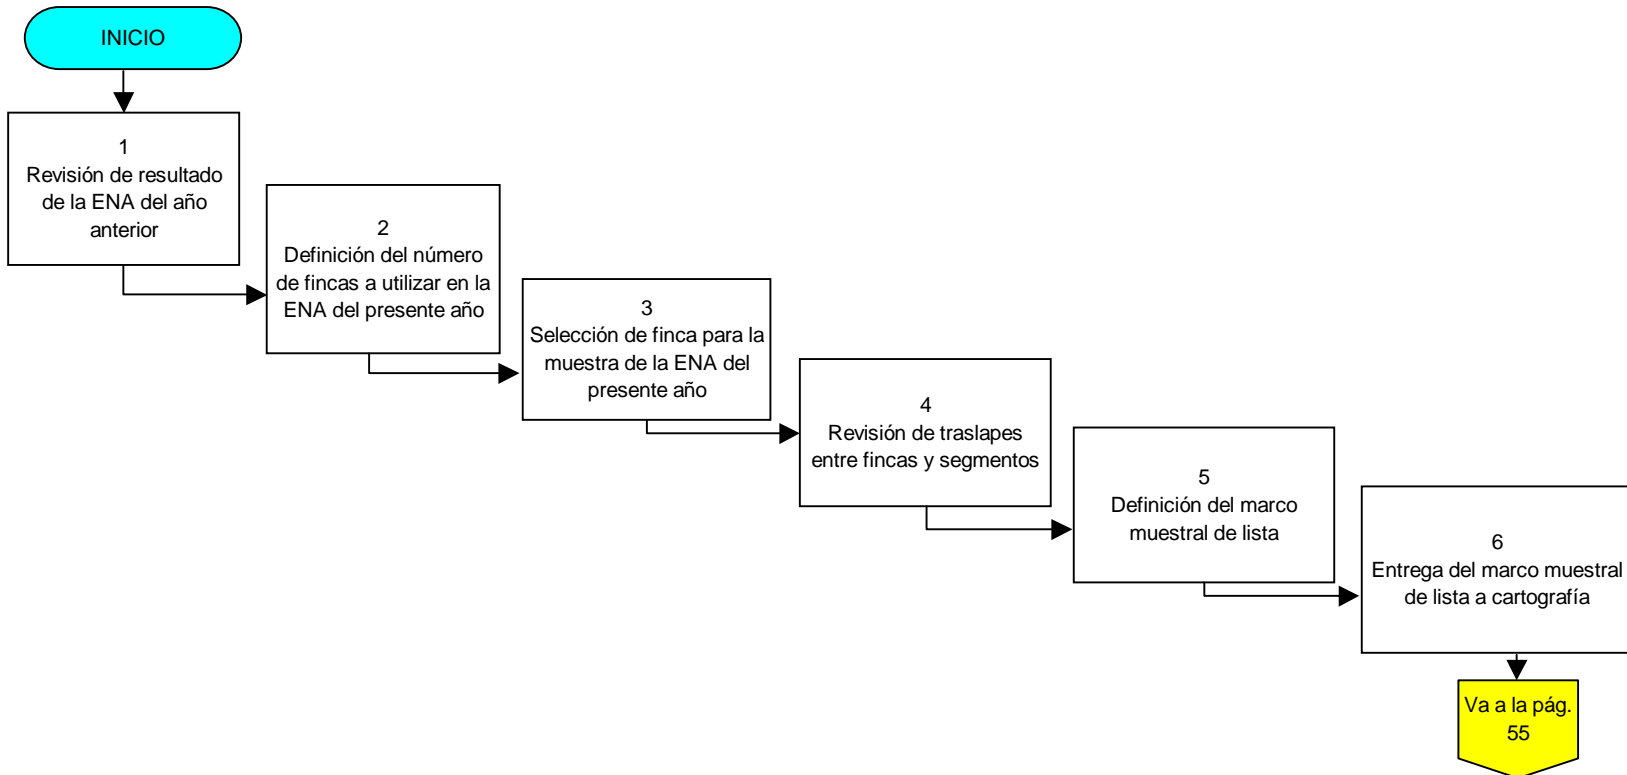 INICIO
1
Revisión de resultado
de la ENA del año
anterior
2
Definición del número
de fincas a utilizar en la
ENA del presente año
3
Selección de finca para la
muestra de la ENA del
presente año
4
Revisión de traslapes
entre fincas y segmentos
5
Definición del marco
muestral de lista
6
Entrega del marco muestral
de lista a cartografía
Va a la pág.
55